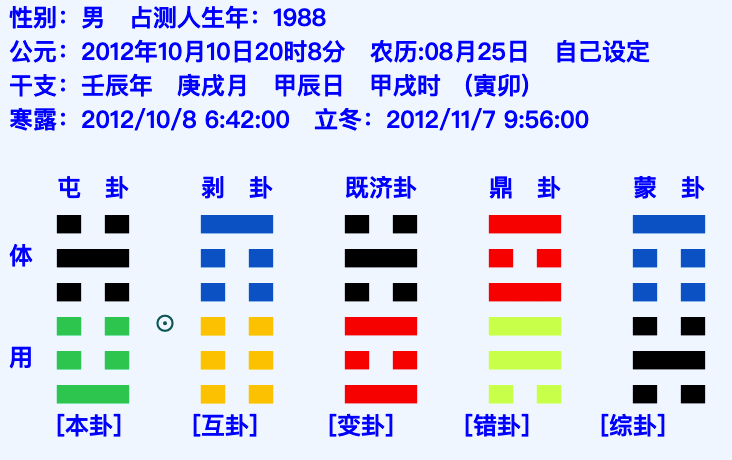 性别：男 占测人生年：1988
公元：2012年10月10日20时8分 农历:08月25日 自己设定
干支：壬辰年 庚戌月 甲辰日 甲戌时 （寅卯）
寒露：2012/10/8 6:42:00 立冬：2012/11/7 9:56:00
屯 卦 剥 卦 既济卦 鼎 卦 蒙 卦
体
用
[本卦] [互卦] [变卦] [错卦] [综卦]